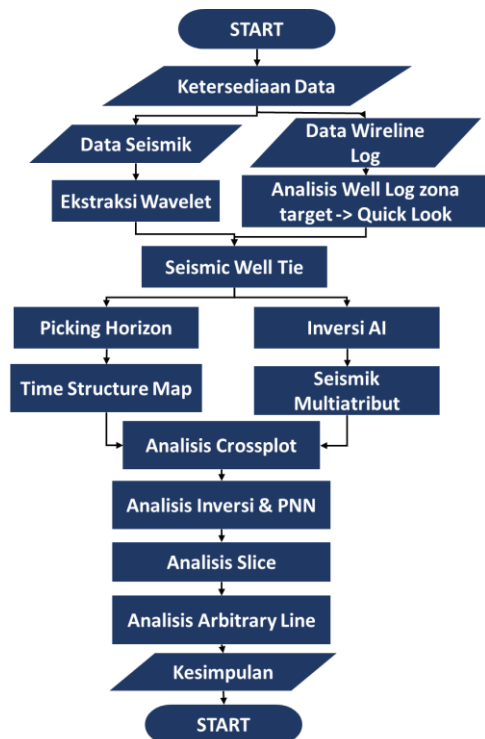 START
Ketersediaan Data
Data Seismik
Data Wireline
Log
Ekstraksi Wavelet
Analisis Well Log zona
target -> Quick Look
Seismic Well Tie
Picking Horizon
Inversi AI
Time Structure Map
Seismik
Multiatribut
Analisis Crossplot
Analisis Inversi & PNN
Analisis Slice
Analisis Arbitrary Line
Kesimpulan
START